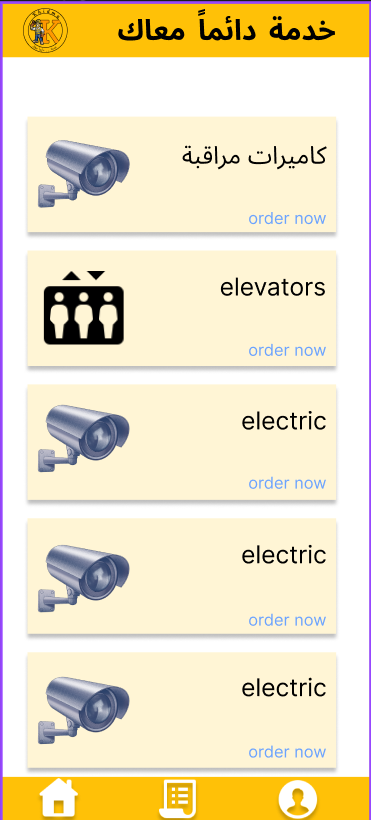 خدمة دائماً معاك
كاميرات مراقبة
order now
elevators
order now
electric
order now
electric
order now
electric
order now